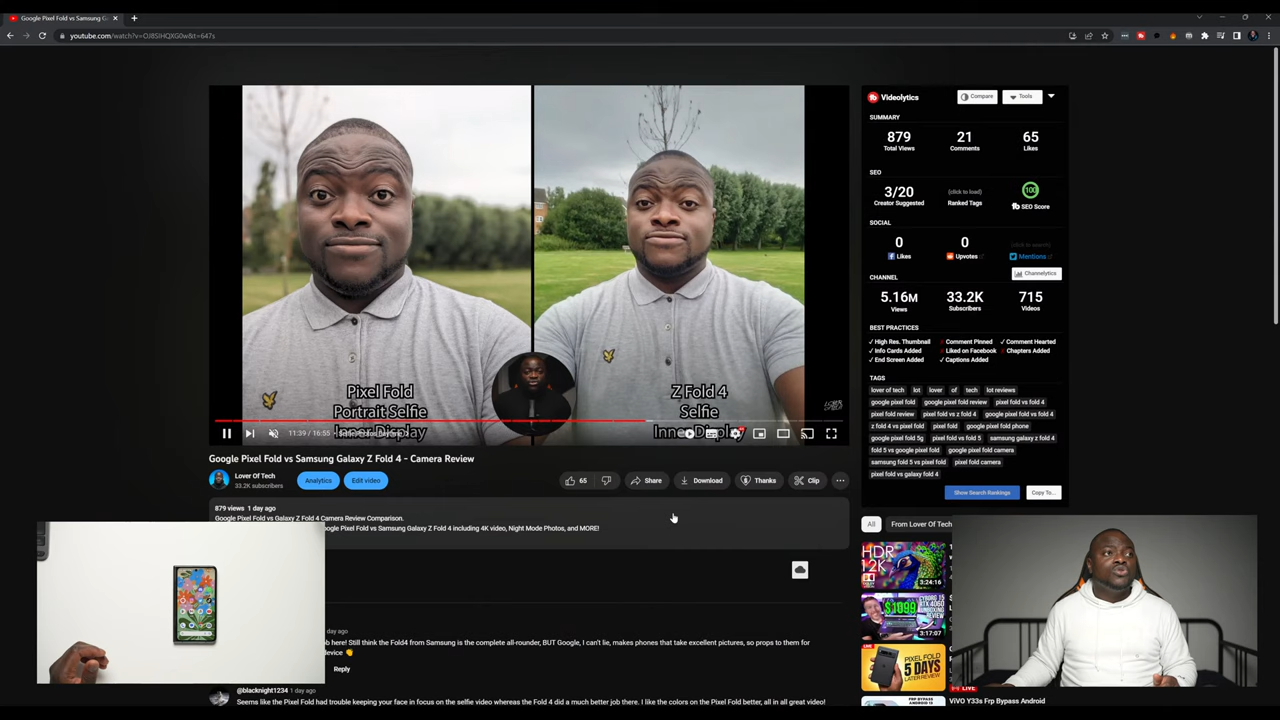 Google Pixel Fold vs Samsung G
youtube.com/watch?v=OJ8SIHQXG0w&t=647s
Pixel Fold
Portrait Selfie
Inner Display
Z Fold 4
Selfie
Inner Display
11:39 / 16:55
Google Pixel Fold vs Samsung Galaxy Z Fold 4 - Camera Review
Lover Of Tech
33.2K subscribers
Analytics
Edit video
65
Share
Download
Thanks
Clip
879 views 1 day ago
Google Pixel Fold vs Galaxy Z Fold 4 Camera Review Comparison.
ogle Pixel Fold vs Samsung Galaxy Z Fold 4 including 4K video, Night Mode Photos, and MORE!
day ago
b here! Still think the Fold4 from Samsung is the complete all-rounder, BUT Google, I can't lie, makes phones that take excellent pictures, so props to them for
le device
Reply
@blacknight1234 1 day ago
Seems like the Pixel Fold had trouble keeping your face in focus on the selfie video whereas the Fold 4 did a much better job there. I like the colors on the Pixel Fold better, all in all great video!
Videolytics
Compare
Tools
SUMMARY
879 21 65
Total Views Comments Likes
SEO
3/20 (click to load) 100
Creator Suggested Ranked Tags tb SEO Score
SOCIAL
0 0 (click to search)
Likes Upvotes Mentions
CHANNEL
Channelytics
5.16M 33.2K 715
Views Subscribers Videos
BEST PRACTICES
✓ High Res. Thumbnail Comment Pinned ✓ Comment Hearted
✓ Info Cards Added Liked on Facebook Chapters Added
✓ End Screen Added ✓ Captions Added
TAGS
lover of tech lot lover of tech lot reviews
google pixel fold google pixel fold review pixel fold vs fold 4
pixel fold review pixel fold vs z fold 4 google pixel fold vs fold 4
z fold 4 vs pixel fold pixel fold google pixel fold phone
google pixel fold 5g pixel fold vs fold 5 samsung galaxy z fold 4
fold 5 vs google pixel fold google pixel fold camera
samsung fold 5 vs pixel fold pixel fold camera
pixel fold vs galaxy fold 4
Show Search Rankings
Copy To...
All
From Lover Of Tech
HDR
12K
3:24:16
CYBORG 15
$1099
RTX 4060
UNBOXING
REVIEW
3:17:07
LIVE
PIXEL FOLD
5 DAYS
LATER REVIEW
LIVE
FRP BYPASS
ViVO Y33s Frp Bypass Android